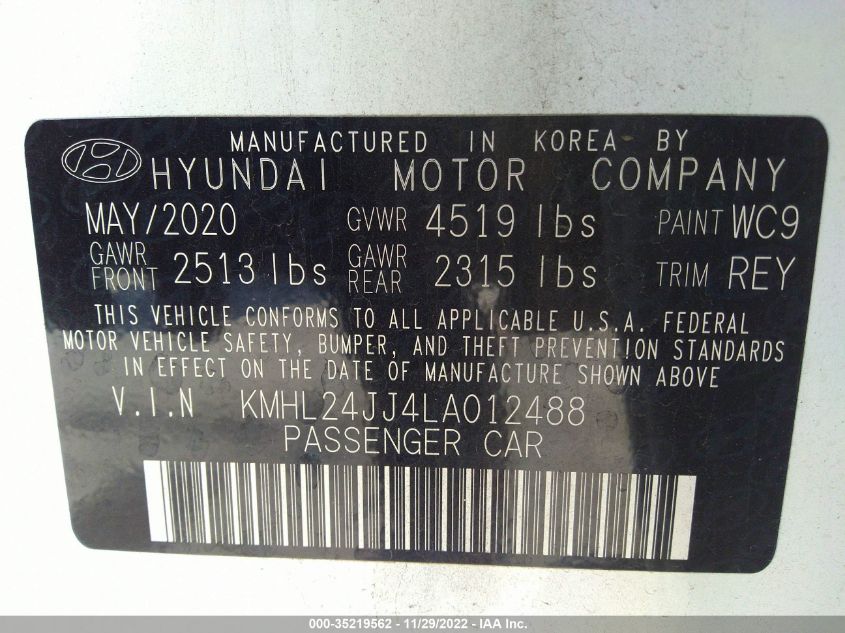 MANUFACTURED IN KOREA BY
HYUNDAI MOTOR COMPANY
MAY/2020 GVWR 4519 lbs PAINT WC9
GAWR FRONT 2513 lbs GAWR REAR 2315 lbs TRIM REY
THIS VEHICLE CONFORMS TO ALL APPLICABLE U.S.A. FEDERAL
MOTOR VEHICLE SAFETY, BUMPER, AND THEFT PREVENTION STANDARDS
IN EFFECT ON THE DATE OF MANUFACTURE SHOWN ABOVE
V.I.N KMHL24JJ4LA012488
PASSENGER CAR
000-35219562 - 11/29/2022 - IAA Inc.